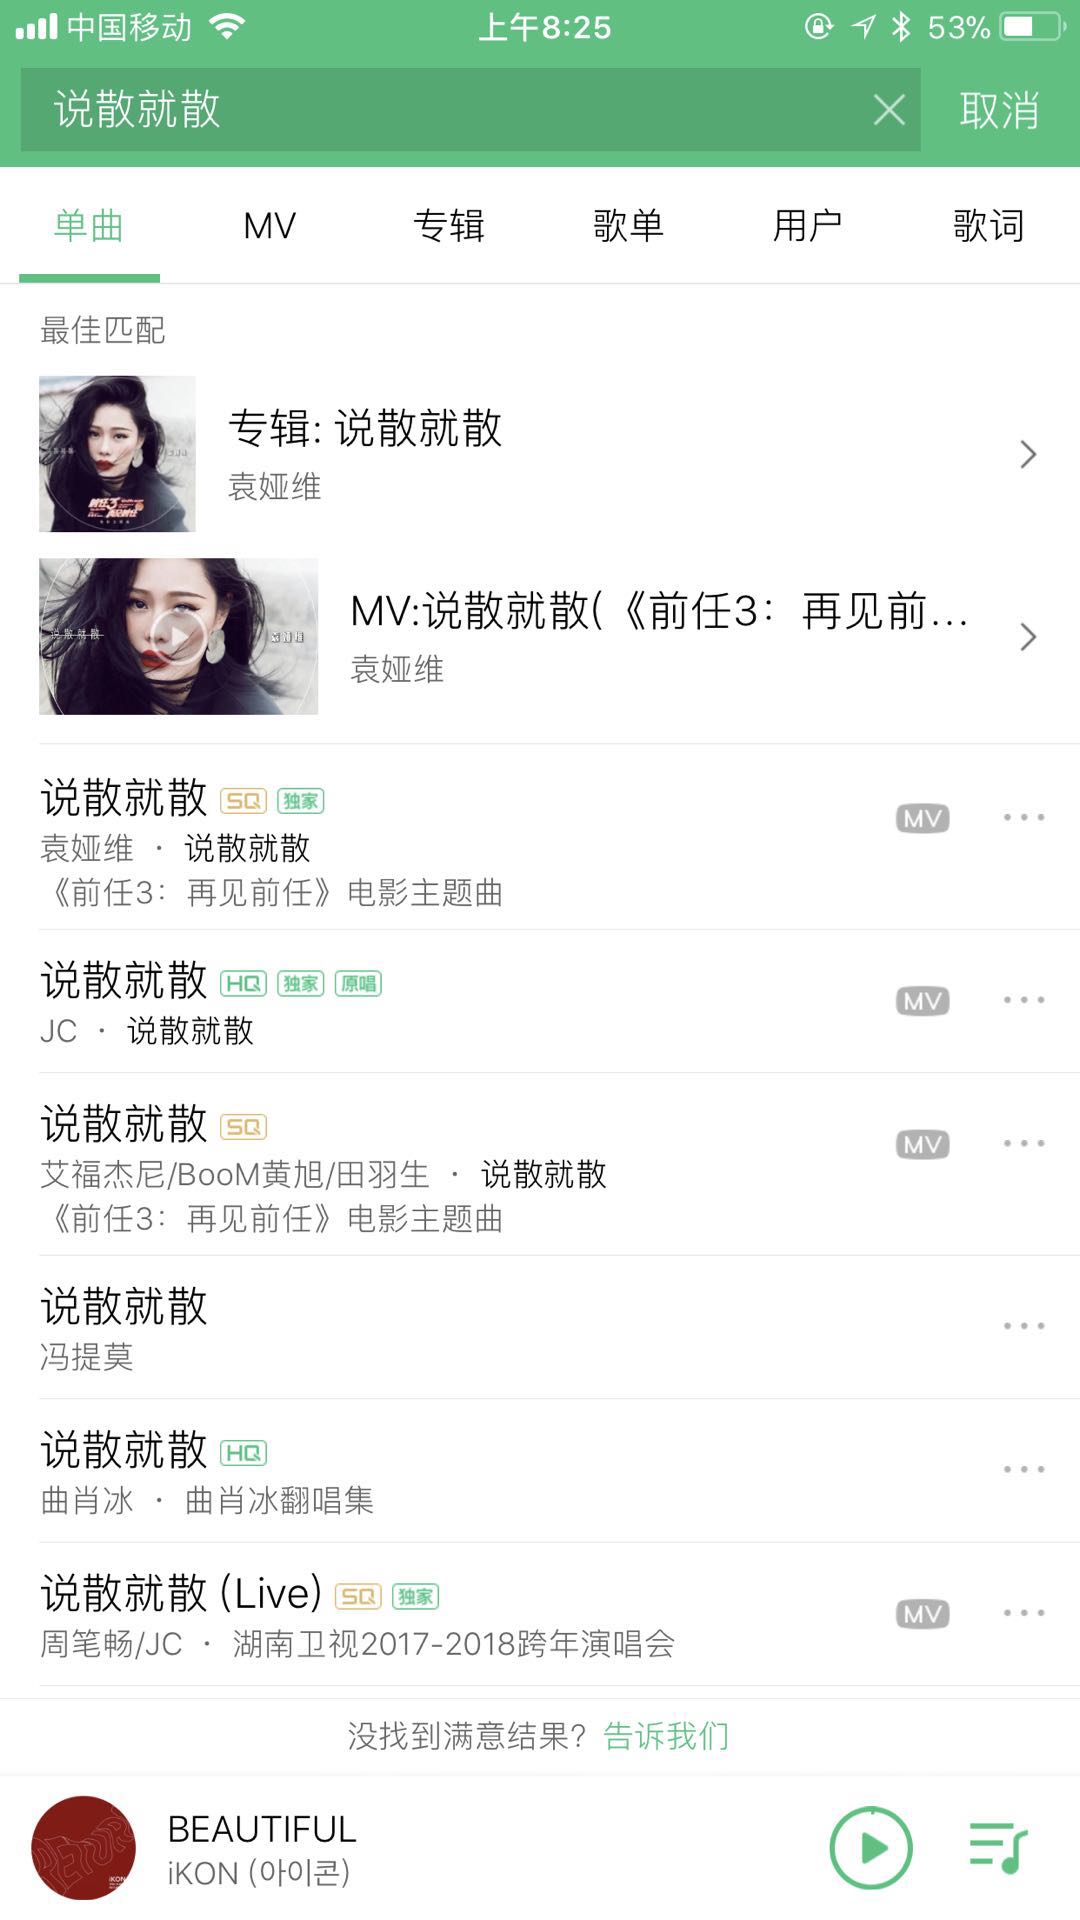 中国移动 上午8:25 53%
说散就散 取消
单曲 MV 专辑 歌单 用户 歌词
最佳匹配
专辑: 说散就散
袁娅维
MV:说散就散(《前任3：再见前...
袁娅维
说散就散 SQ 独家
MV
袁娅维 · 说散就散
《前任3：再见前任》电影主题曲
说散就散 HQ 独家 原唱
MV
JC · 说散就散
说散就散 SQ
MV
艾福杰尼/BooM黄旭/田羽生 · 说散就散
《前任3：再见前任》电影主题曲
说散就散
冯提莫
说散就散 HQ
曲肖冰 · 曲肖冰翻唱集
说散就散 (Live) SQ 独家
MV
周笔畅/JC · 湖南卫视2017-2018跨年演唱会
没找到满意结果？告诉我们
BEAUTIFUL
iKON (아이콘)